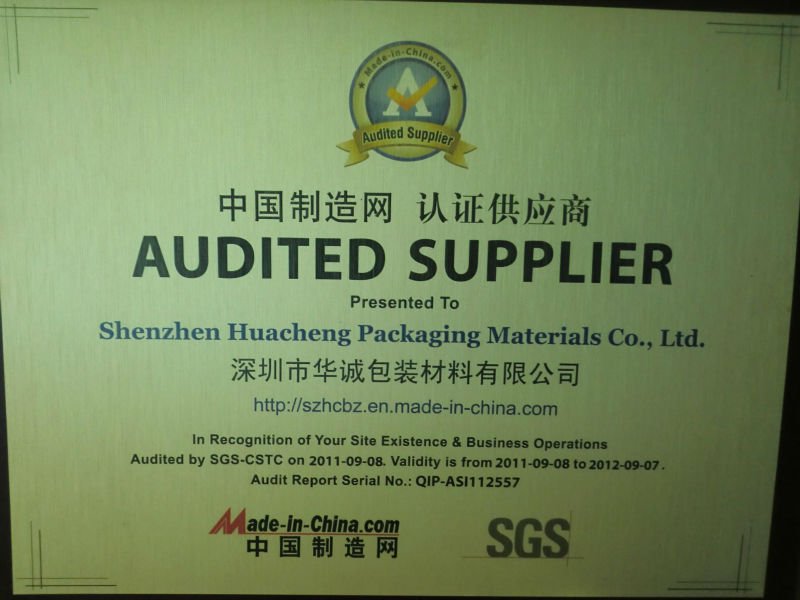 Made-in-China.com
A
Audited Supplier
中国制造网 认证供应商
AUDITED SUPPLIER
Presented To
Shenzhen Huacheng Packaging Materials Co., Ltd.
深圳市华诚包装材料有限公司
http://szhcbz.en.made-in-china.com
In Recognition of Your Site Existence & Business Operations
Audited by SGS-CSTC on 2011-09-08. Validity is from 2011-09-08 to 2012-09-07.
Audit Report Serial No.: QIP-ASI112557
Made-in-China.com
中国制造网
SGS